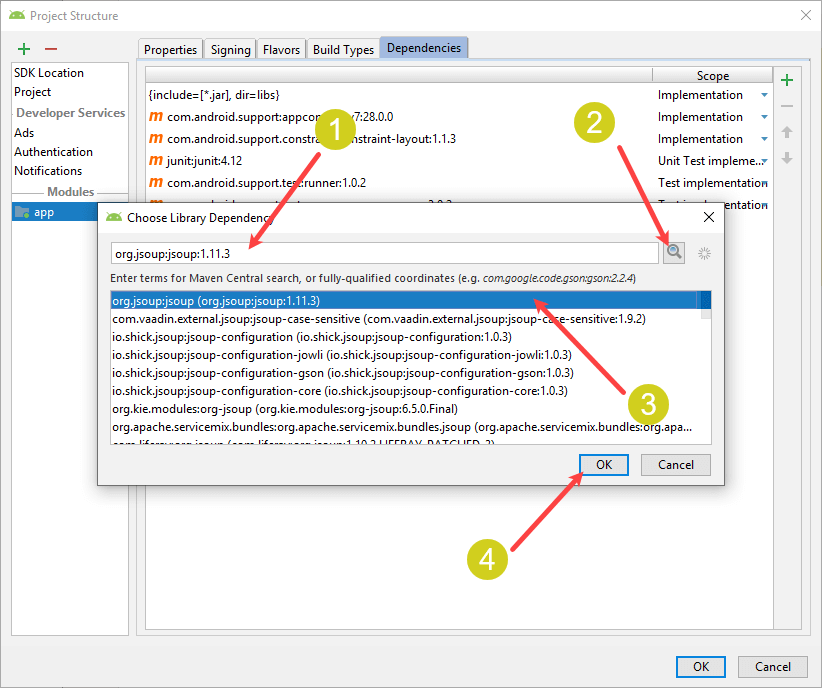 Project Structure
Properties
Signing
Flavors
Build Types
Dependencies
SDK Location
Project
Developer Services
Ads
Authentication
Notifications
Modules
app
Scope
{include=[*.jar], dir=libs} Implementation
m com.android.support:appcom v7:28.0.0 Implementation
m com.android.support.constra straint-layout:1.1.3 Implementation
m junit:junit:4.12 Unit Test impleme...
m com.android.support.test:runner:1.0.2 Test implementation
Test implementation
1
2
Choose Library Dependency
org.jsoup:jsoup:1.11.3
Enter terms for Maven Central search, or fully-qualified coordinates (e.g. com.google.code.gson:gson:2.2.4)
org.jsoup:jsoup (org.jsoup:jsoup:1.11.3)
com.vaadin.external.jsoup:jsoup-case-sensitive (com.vaadin.external.jsoup:jsoup-case-sensitive:1.9.2)
io.shick.jsoup:jsoup-configuration (io.shick.jsoup:jsoup-configuration:1.0.3)
io.shick.jsoup:jsoup-configuration-jowli (io.shick.jsoup:jsoup-configuration-jowli:1.0.3)
io.shick.jsoup:jsoup-configuration-gson (io.shick.jsoup:jsoup-configuration-gson:1.0.3)
io.shick.jsoup:jsoup-configuration-core (io.shick.jsoup:jsoup-configuration-core:1.0.3)
org.kie.modules:org-jsoup (org.kie.modules:org-jsoup:6.5.0.Final)
org.apache.servicemix.bundles:org.apache.servicemix.bundles.jsoup (org.apache.servicemix.bundles:org.apa...
3
OK
Cancel
4
OK
Cancel